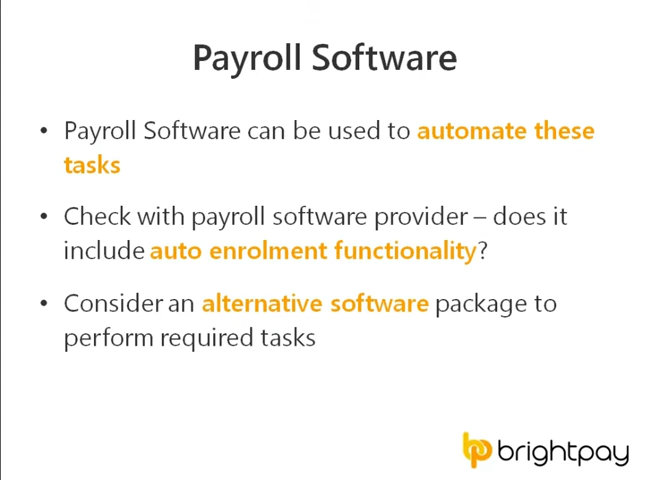 Payroll Software
• Payroll Software can be used to automate these
tasks
• Check with payroll software provider – does it
include auto enrolment functionality?
• Consider an alternative software package to
perform required tasks
brightpay